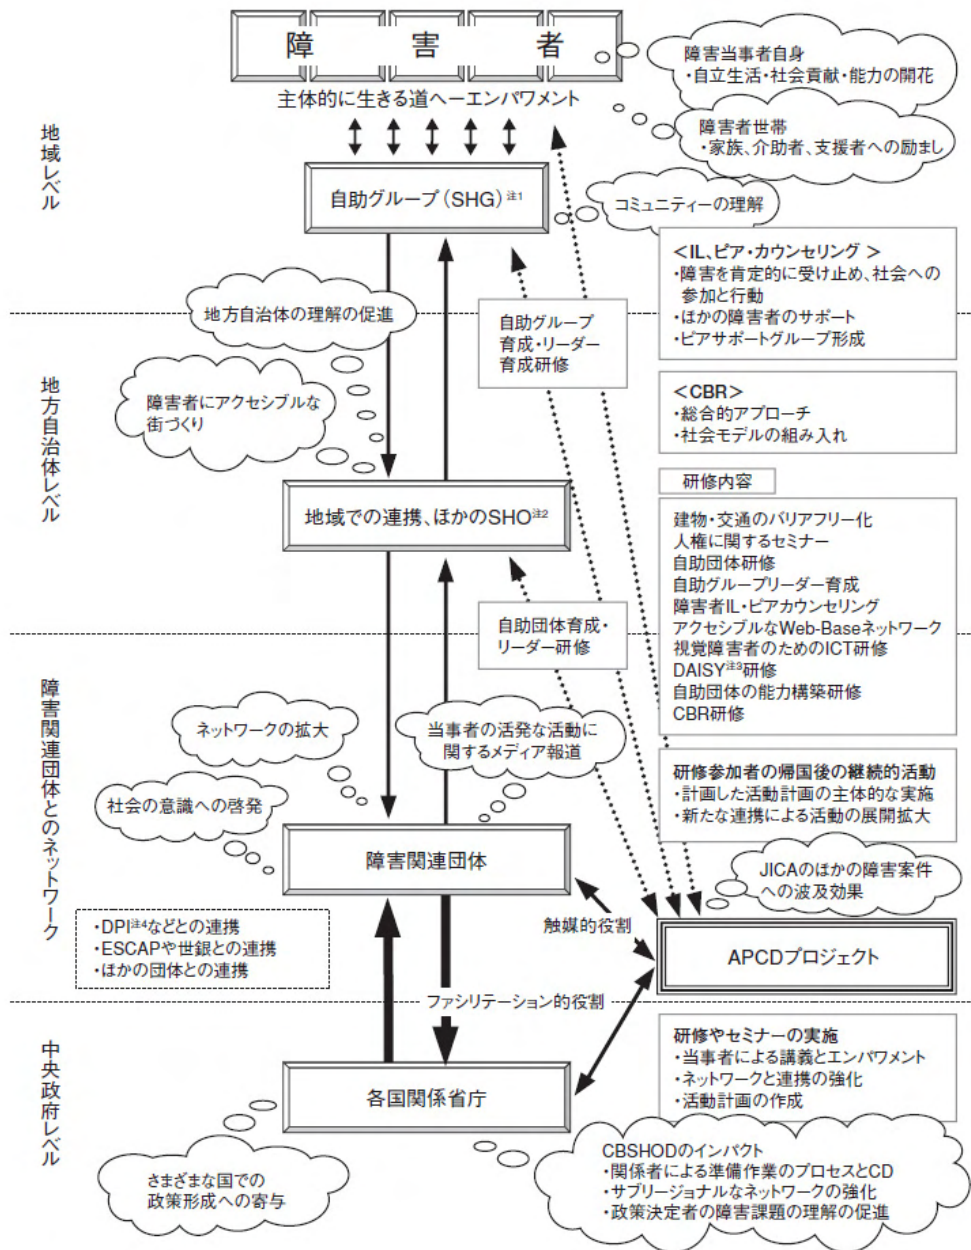 障害者
主体的に生きる道へーエンパワメント
障害当事者自身
・自立生活・社会貢献・能力の開花
障害者世帯
・家族、介助者、支援者への励まし
地域レベル
自助グループ（SHG）注1
コミュニティーの理解
<IL、ピア・カウンセリング >
・障害を肯定的に受け止め、社会への
参加と行動
・ほかの障害者のサポート
・ピアサポートグループ形成
地方自治体の理解の促進
自助グループ
育成・リーダー
育成研修
地方自治体レベル
障害者にアクセシブルな
街づくり
<CBR>
・総合的アプローチ
・社会モデルの組み入れ
地域での連携、ほかのSHO注2
研修内容
建物・交通のバリアフリー化
人権に関するセミナー
自助団体研修
自助グループリーダー育成
障害者IL・ピアカウンセリング
アクセシブルなWeb-Baseネットワーク
視覚障害者のためのICT研修
DAISY注3研修
自助団体の能力構築研修
CBR研修
自助団体育成・
リーダー研修
障害関連団体とのネットワーク
ネットワークの拡大
当事者の活発な活動に
関するメディア報道
社会の意識への啓発
研修参加者の帰国後の継続的活動
・計画した活動計画の主体的な実施
・新たな連携による活動の展開拡大
障害関連団体
JICAのほかの障害案件
への波及効果
・DPI注4などとの連携
・ESCAPや世銀との連携
・ほかの団体との連携
触媒的役割
APCDプロジェクト
ファシリテーション的役割
中央政府レベル
研修やセミナーの実施
・当事者による講義とエンパワメント
・ネットワークと連携の強化
・活動計画の作成
各国関係省庁
さまざまな国での
政策形成への寄与
CBSHODのインパクト
・関係者による準備作業のプロセスとCD
・サブリージョナルなネットワークの強化
・政策決定者の障害課題の理解の促進